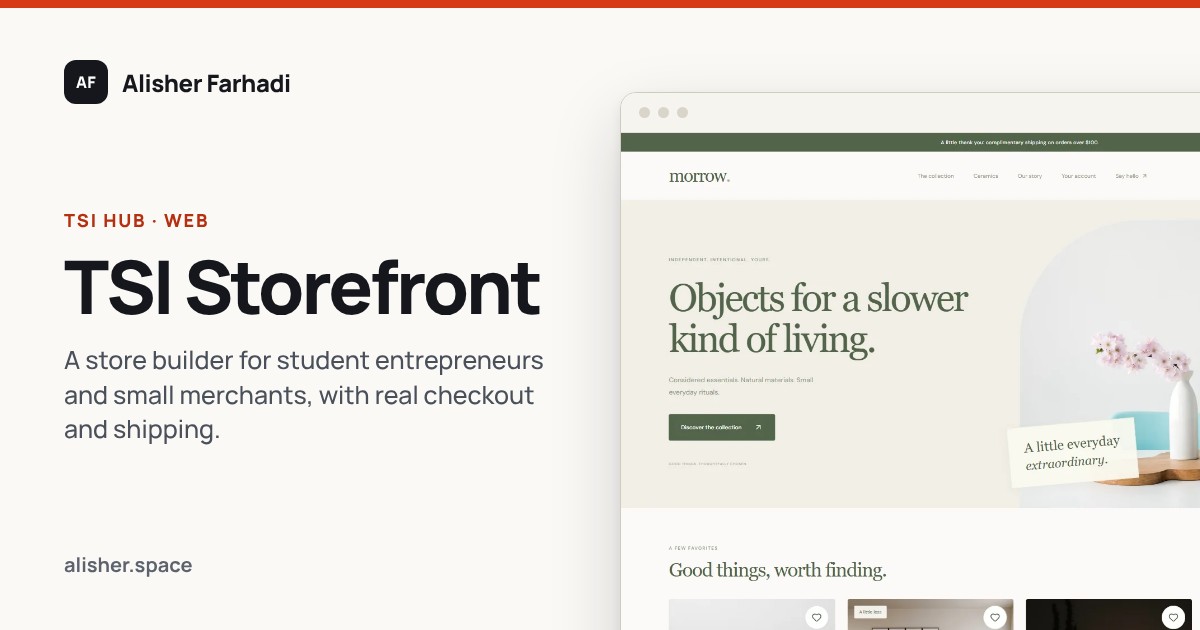 AF
Alisher Farhadi
TSI HUB · WEB
TSI Storefront
A store builder for student entrepreneurs
and small merchants, with real checkout
and shipping.
alisher.space
A little thank you: complimentary shipping on orders over $100.
morrow.
The collection
Ceramics
Our story
Your account
Say hello ↗
INDEPENDENT. INTENTIONAL. YOURS.
Objects for a slower
kind of living.
Considered essentials. Natural materials. Small
everyday rituals.
Discover the collection ↗
A little everyday
extraordinary.
A FEW FAVORITES
Good things, worth finding.
A little less